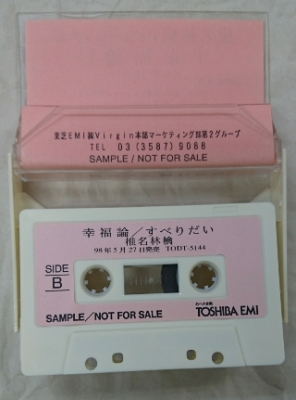 東芝EMI㈱Virgin本部マーケティング部第2グループ
TEL 03(3587)9088
SAMPLE / NOT FOR SALE
幸福論/すべりだい
椎名林檎
98年5月27日発売 TODT-5144
SIDE
B
SAMPLE/NOT FOR SALE
TOSHIBA EMI